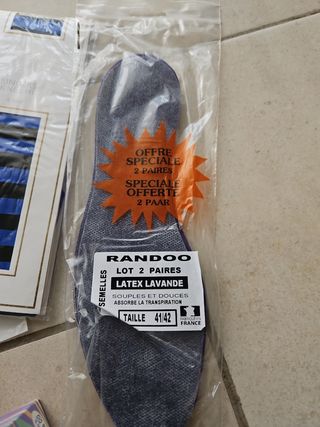 OFFRE
SPECIALE
2 PAIRES
SPECIALE
OFFERTE
2 PAAR
RANDOO
LOT 2 PAIRES
LATEX LAVANDE
SOUPLES ET DOUCES
ABSORBE LA TRANSPIRATION
TAILLE 41/42
SEMELLES
FRANCE